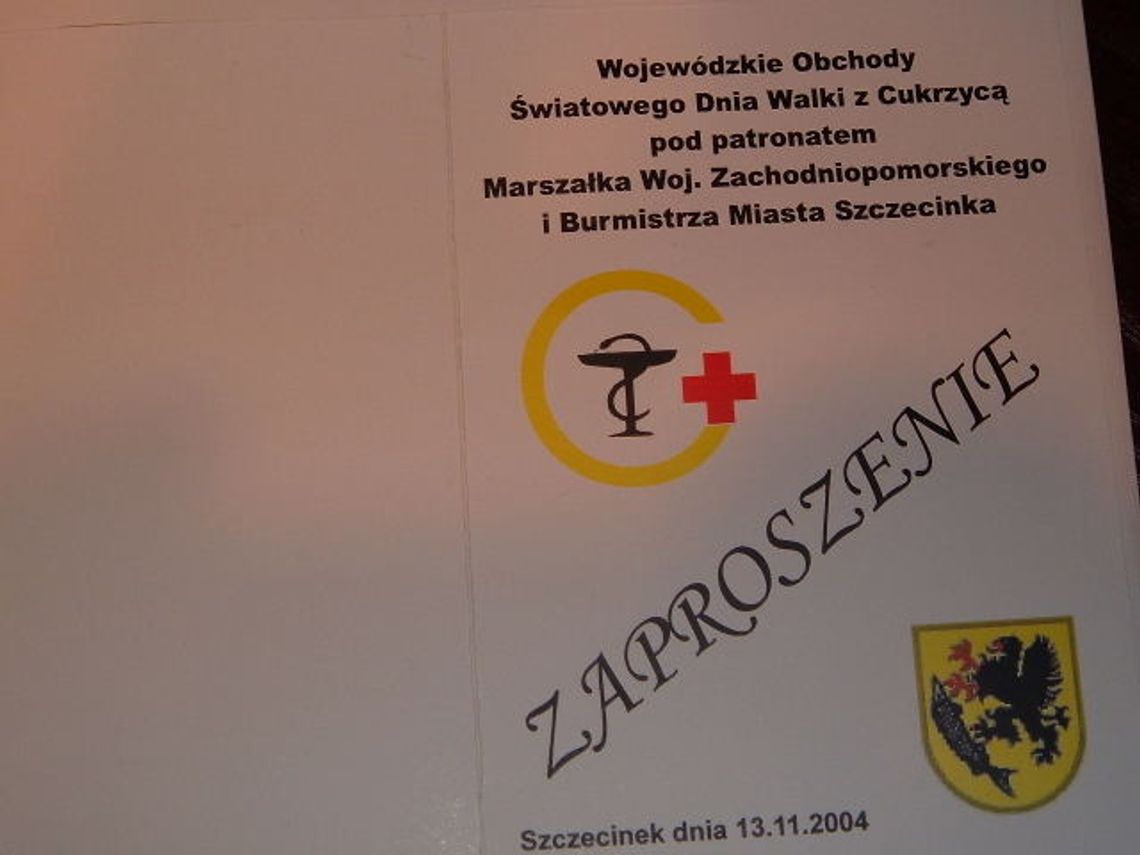 Wojewódzkie Obchody
Światowego Dnia Walki z Cukrzycą
pod patronatem
Marszałka Woj. Zachodniopomorskiego
i Burmistrza Miasta Szczecinka
ZAPROSZENIE
Szczecinek dnia 13.11.2004